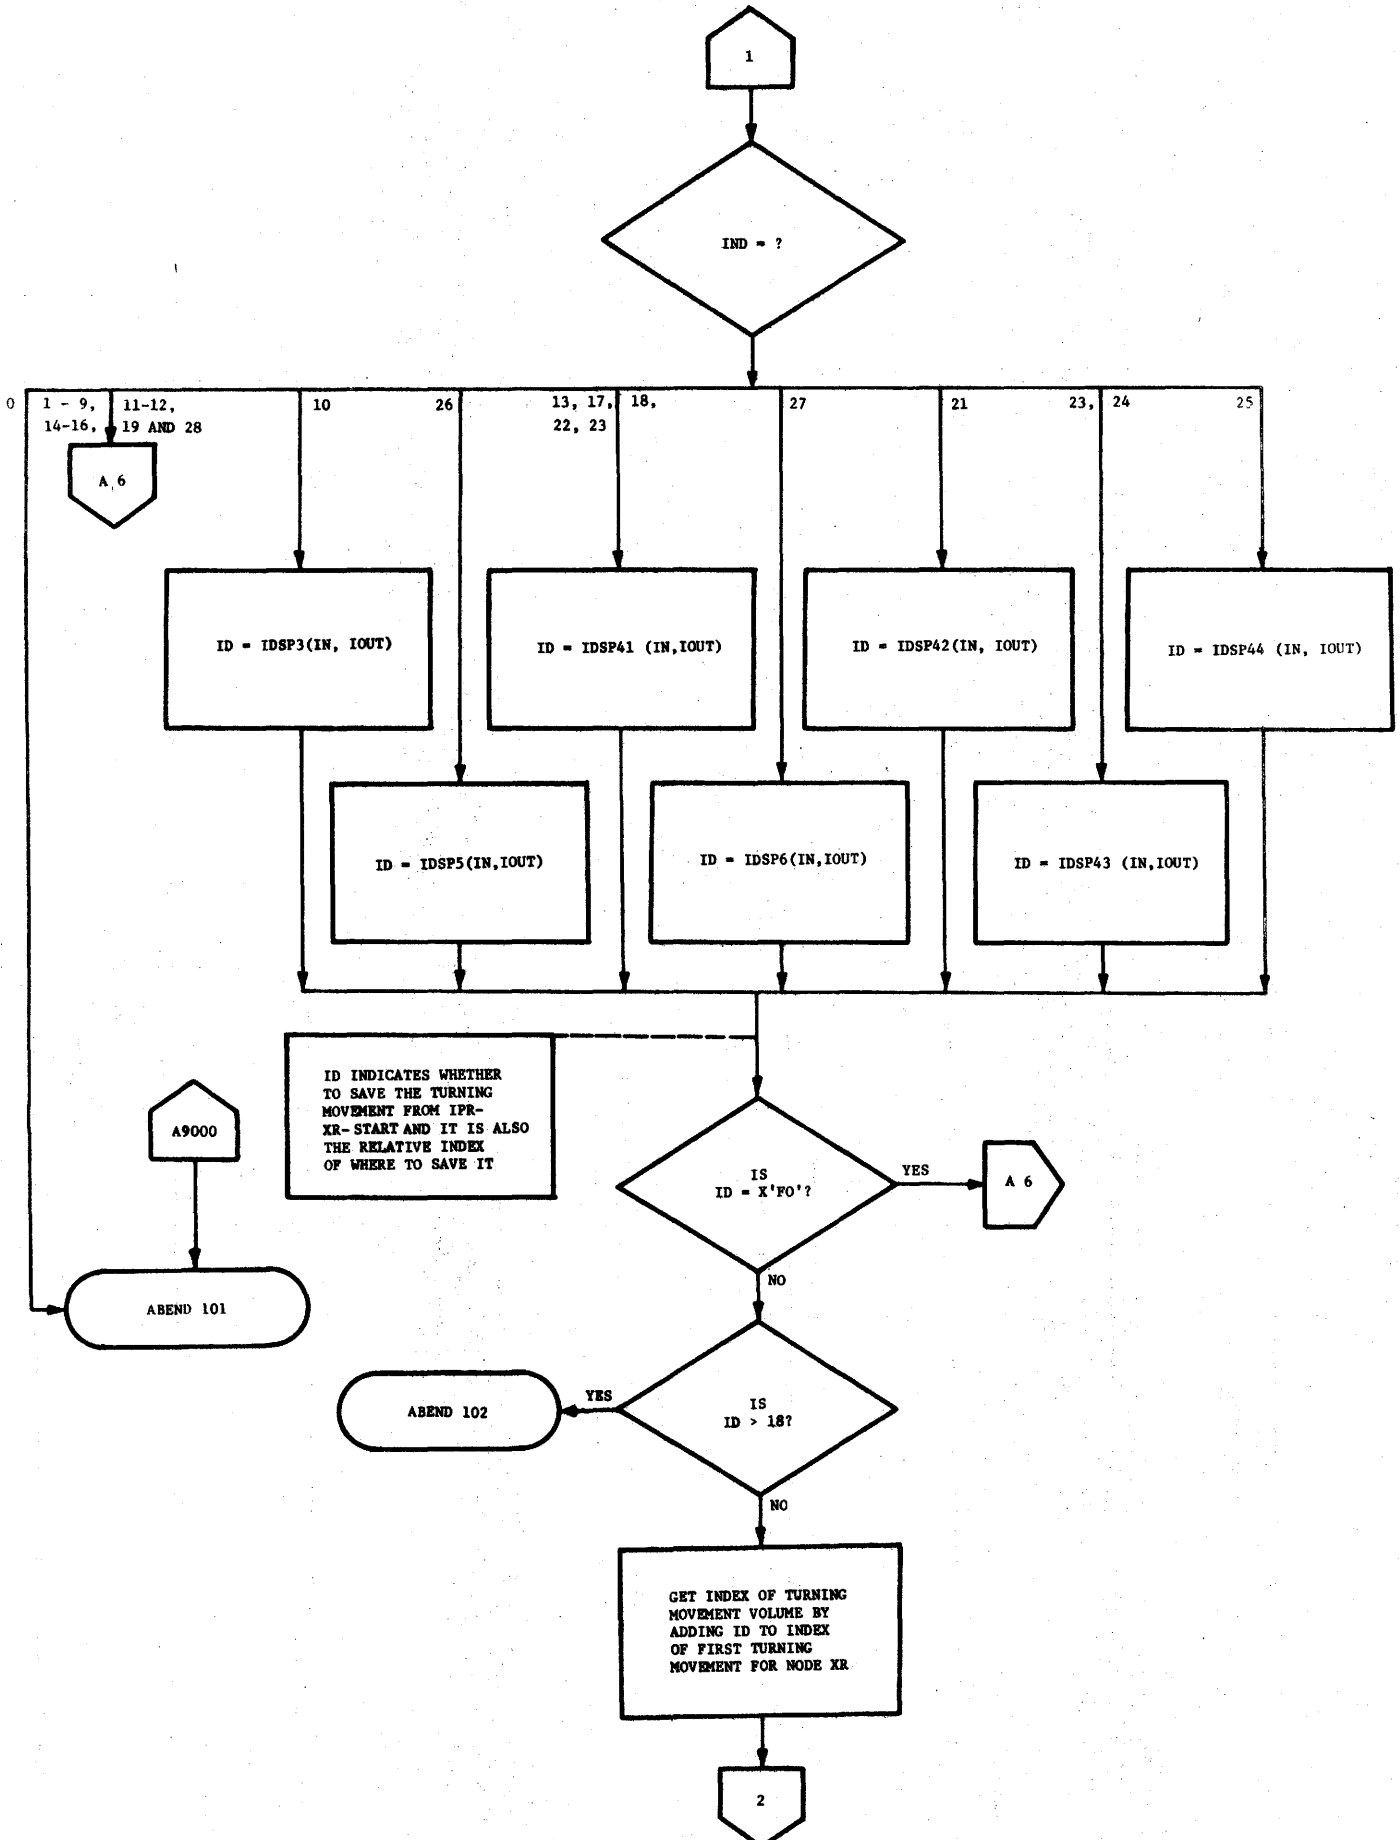 1
IND = ?
0
1 - 9, 11-12,
14-16, 19 AND 28
10
26
13, 17, 18,
22, 23
27
21
23, 24
25
A 6
ID = IDSP3(IN, IOUT)
ID = IDSP41 (IN,IOUT)
ID = IDSP42(IN, IOUT)
ID = IDSP44 (IN, IOUT)
ID = IDSP5(IN,IOUT)
ID = IDSP6(IN,IOUT)
ID = IDSP43 (IN,IOUT)
ID INDICATES WHETHER
TO SAVE THE TURNING
MOVEMENT FROM IPR-
XR-START AND IT IS ALSO
THE RELATIVE INDEX
OF WHERE TO SAVE IT
A9000
IS
ID = X'FO'?
YES
A 6
NO
ABEND 101
IS
ID > 18?
YES
ABEND 102
NO
GET INDEX OF TURNING
MOVEMENT VOLUME BY
ADDING ID TO INDEX
OF FIRST TURNING
MOVEMENT FOR NODE XR
2